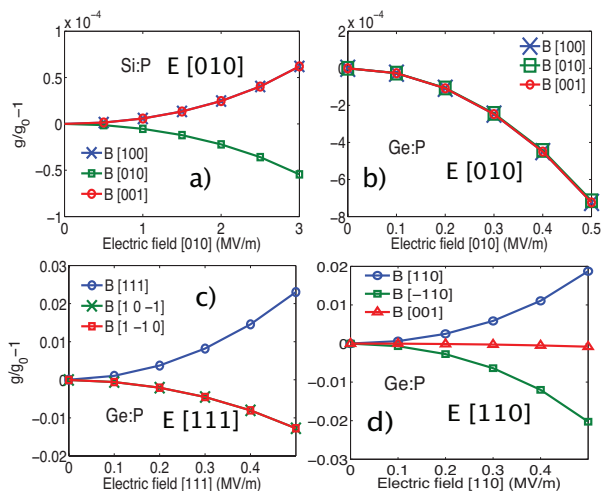 x 10⁻⁴
1
0.5
0
−0.5
−1
g/g₀−1
Si:P
E [010]
B [100]
B [010]
B [001]
a)
0 1 2 3
Electric field [010] (MV/m)
x 10⁻⁴
2
0
−2
−4
−6
−8
B [100]
B [010]
B [001]
Ge:P
b)
E [010]
0 0.1 0.2 0.3 0.4 0.5
Electric field [010] (MV/m)
0.03
0.02
0.01
0
−0.01
−0.02
g/g₀−1
B [111]
B [1 0 -1]
B [1 -1 0]
c)
Ge:P
E [111]
0 0.1 0.2 0.3 0.4
Electric field [111] (MV/m)
0.02
0.01
0
−0.01
−0.02
−0.03
B [110]
B [-110]
B [001]
Ge:P
E [110]
d)
0 0.1 0.2 0.3 0.4
Electric field [110] (MV/m)